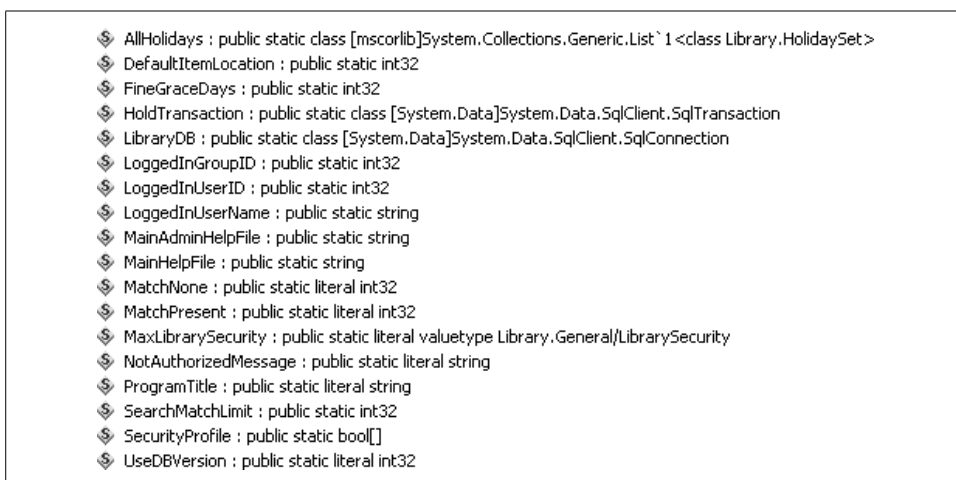 AllHolidays : public static class [mscorlib]System.Collections.Generic.List`1<class Library.HolidaySet>
DefaultItemLocation : public static int32
FineGraceDays : public static int32
HoldTransaction : public static class [System.Data]System.Data.SqlClient.SqlTransaction
LibraryDB : public static class [System.Data]System.Data.SqlClient.SqlConnection
LoggedInGroupID : public static int32
LoggedInUserID : public static int32
LoggedInUserName : public static string
MainAdminHelpFile : public static string
MainHelpFile : public static string
MatchNone : public static literal int32
MatchPresent : public static literal int32
MaxLibrarySecurity : public static literal valuetype Library.General/LibrarySecurity
NotAuthorizedMessage : public static literal string
ProgramTitle : public static literal string
SearchMatchLimit : public static int32
SecurityProfile : public static bool[]
UseDBVersion : public static literal int32